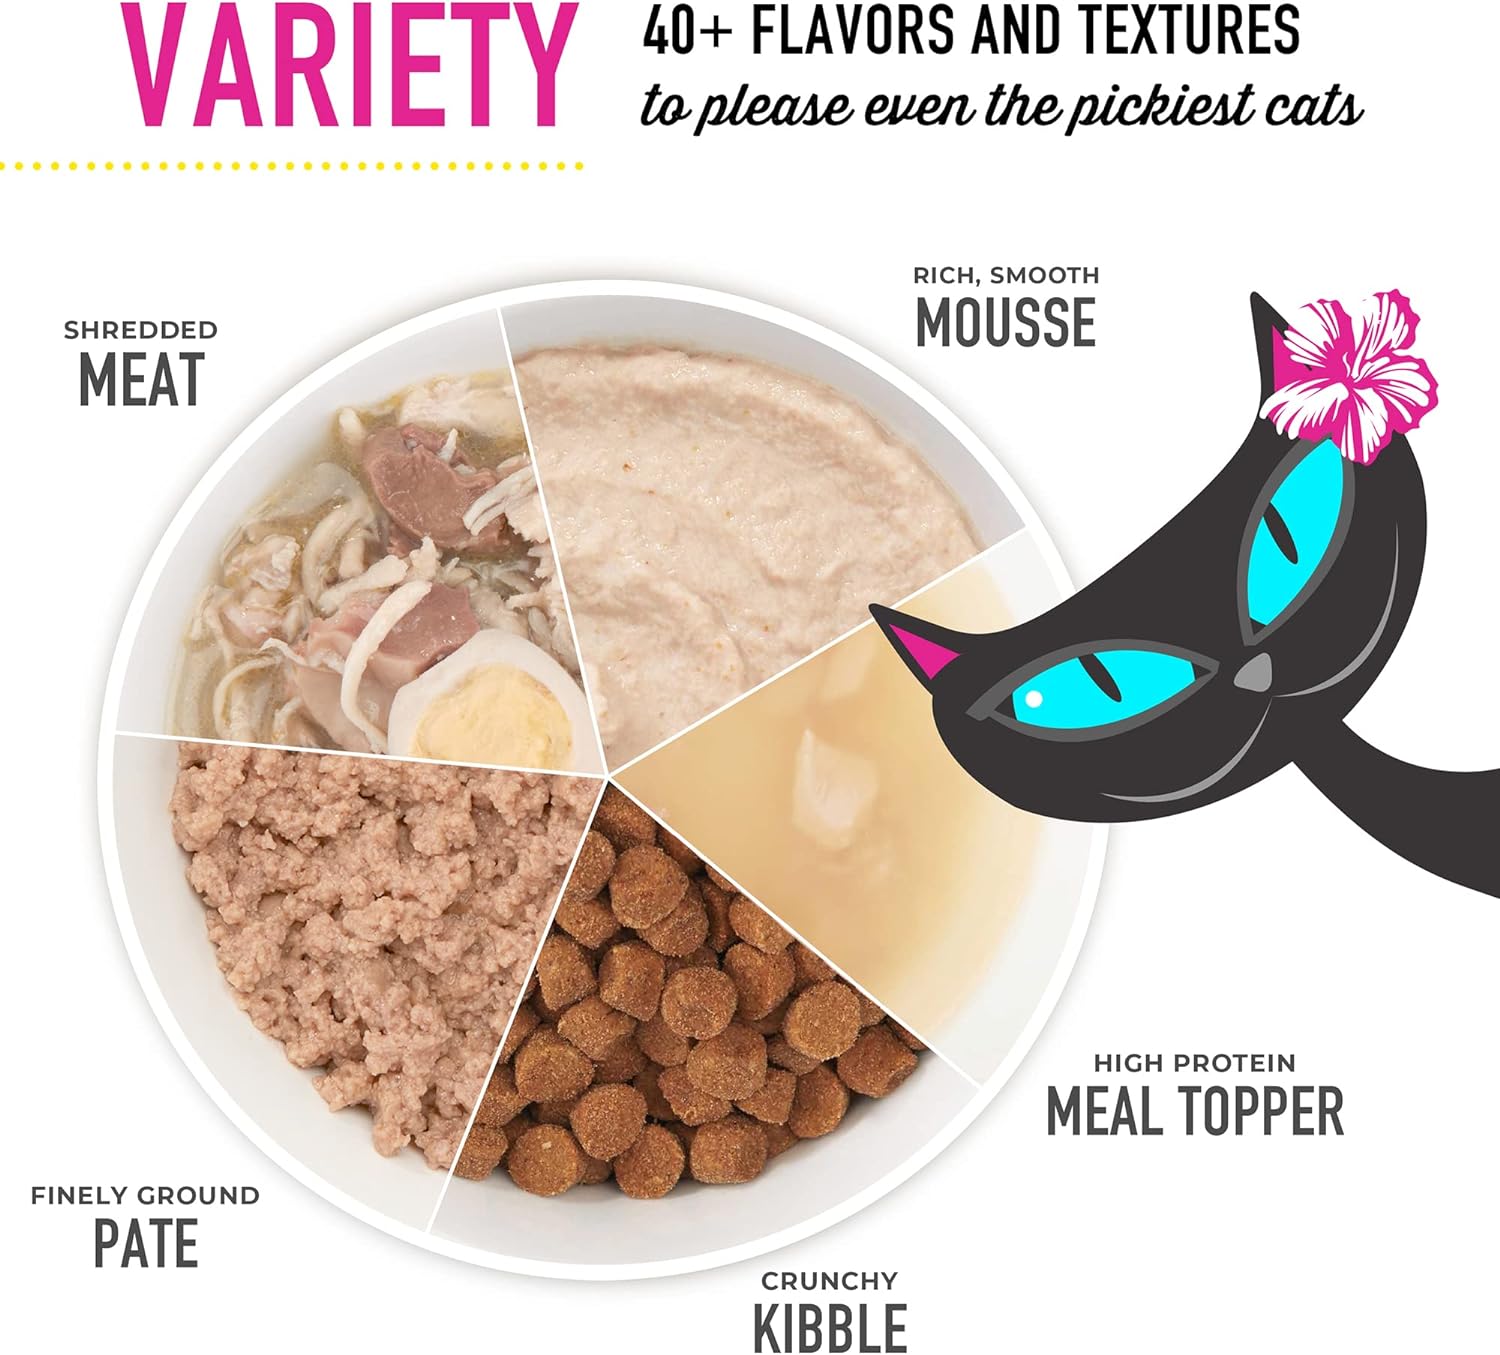 VARIETY
40+ FLAVORS AND TEXTURES
to please even the pickiest cats
RICH, SMOOTH
MOUSSE
SHREDDED
MEAT
HIGH PROTEIN
MEAL TOPPER
FINELY GROUND
PATE
CRUNCHY
KIBBLE